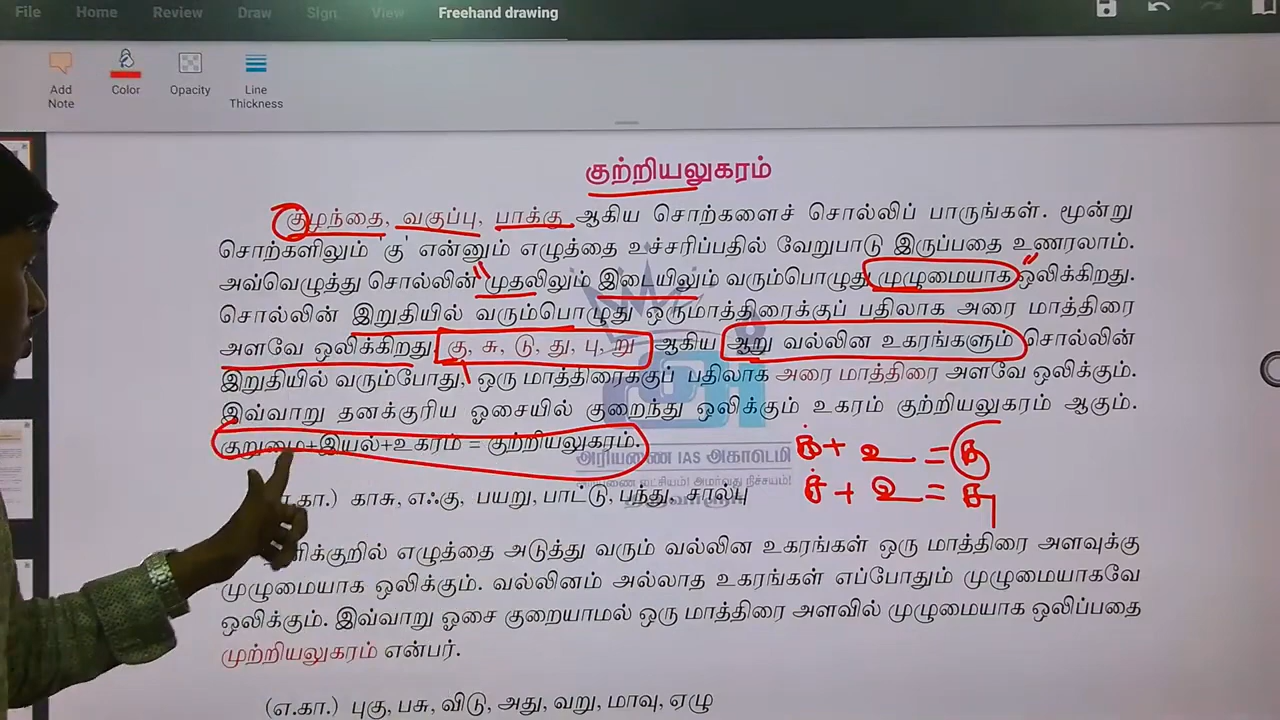 File Home Review Draw Sign View Freehand drawing
Add Note Color Opacity Line Thickness
குற்றியலுகரம்
குழந்தை, வகுப்பு, பாக்கு ஆகிய சொற்களைச் சொல்லிப் பாருங்கள். மூன்று
சொற்களிலும் 'கு' என்னும் எழுத்தை உச்சரிப்பதில் வேறுபாடு இருப்பதை உணரலாம்.
அவ்வெழுத்து சொல்லின் முதலிலும் இடையிலும் வரும்பொழுது முழுமையாக ஒலிக்கிறது.
சொல்லின் இறுதியில் வரும்பொழுது ஒருமாத்திரைக்குப் பதிலாக அரை மாத்திரை
அளவே ஒலிக்கிறது. கு, சு, டு, து, பு, று ஆகிய ஆறு வல்லின உகரங்களும் சொல்லின்
இறுதியில் வரும்போது, ஒரு மாத்திரைக்குப் பதிலாக அரை மாத்திரை அளவே ஒலிக்கும்.
இவ்வாறு தனக்குரிய ஓசையில் குறைந்து ஒலிக்கும் உகரம் குற்றியலுகரம் ஆகும்.
குறுமை+இயல்+உகரம் = குற்றியலுகரம்.
க் + உ = கு
அரியணை IAS அகாடெமி
ச் + உ = சு
(எ.கா.) காசு, எஃகு, பயறு, பாட்டு, பந்து, சால்பு
எழுத்தை அடுத்து வரும் வல்லின உகரங்கள் ஒரு மாத்திரை அளவுக்கு
முழுமையாக ஒலிக்கும். வல்லினம் அல்லாத உகரங்கள் எப்போதும் முழுமையாகவே
ஒலிக்கும். இவ்வாறு ஓசை குறையாமல் ஒரு மாத்திரை அளவில் முழுமையாக ஒலிப்பதை
முற்றியலுகரம் என்பர்.
(எ.கா.) புகு, பசு, விடு, அது, வறு, மாவு, ஏழு